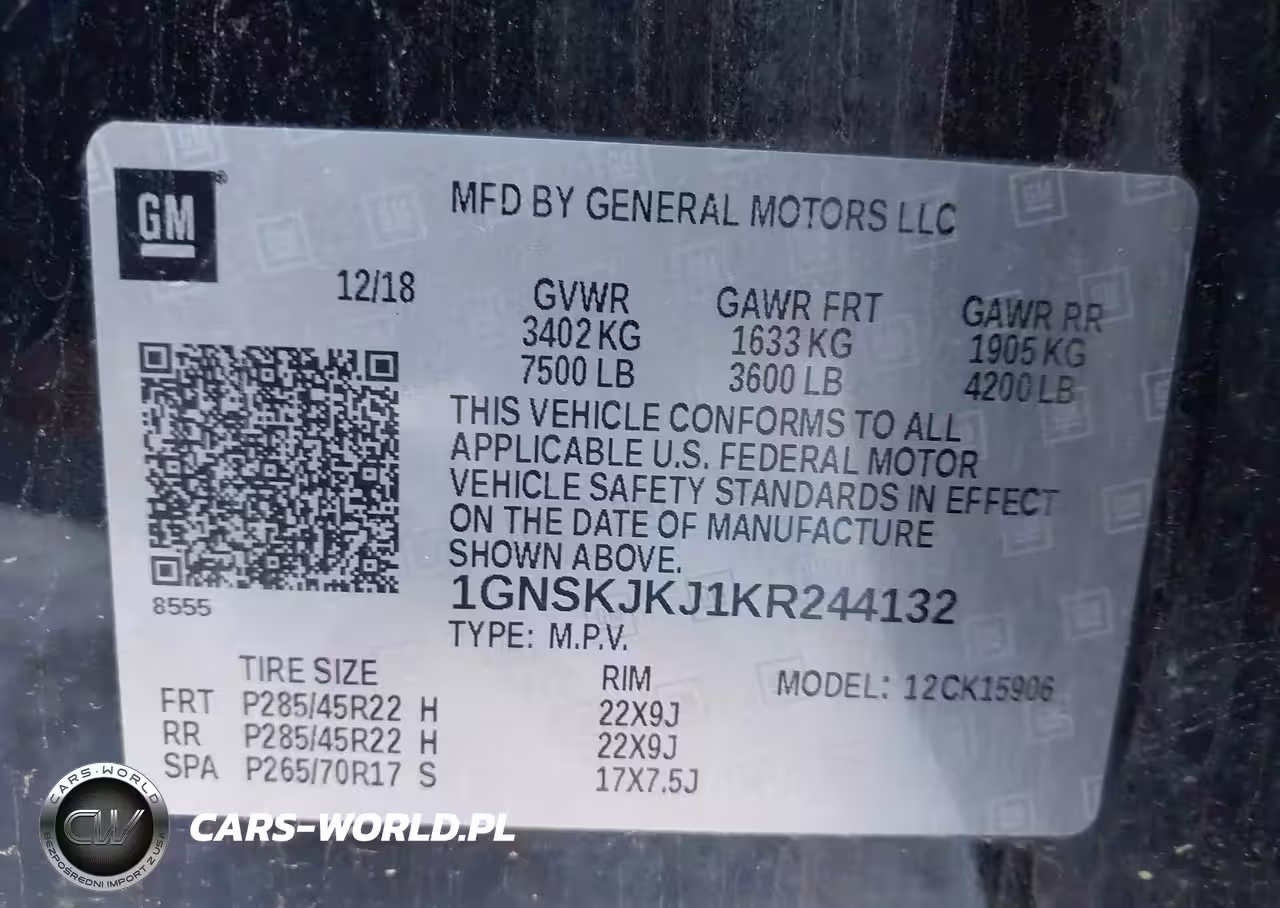 GM
MFD BY GENERAL MOTORS LLC
12/18
GVWR GAWR FRT GAWR RR
3402 KG 1633 KG 1905 KG
7500 LB 3600 LB 4200 LB
THIS VEHICLE CONFORMS TO ALL
APPLICABLE U.S. FEDERAL MOTOR
VEHICLE SAFETY STANDARDS IN EFFECT
ON THE DATE OF MANUFACTURE
SHOWN ABOVE.
8555
1GNSKJKJ1KR244132
TYPE: M.P.V.
TIRE SIZE RIM MODEL: 12CK15906
FRT P285/45R22 H 22X9J
RR P285/45R22 H 22X9J
SPA P265/70R17 S 17X7.5J
CARS-WORLD
CW
BEZPOŚREDNI IMPORT Z USA
CARS-WORLD.PL